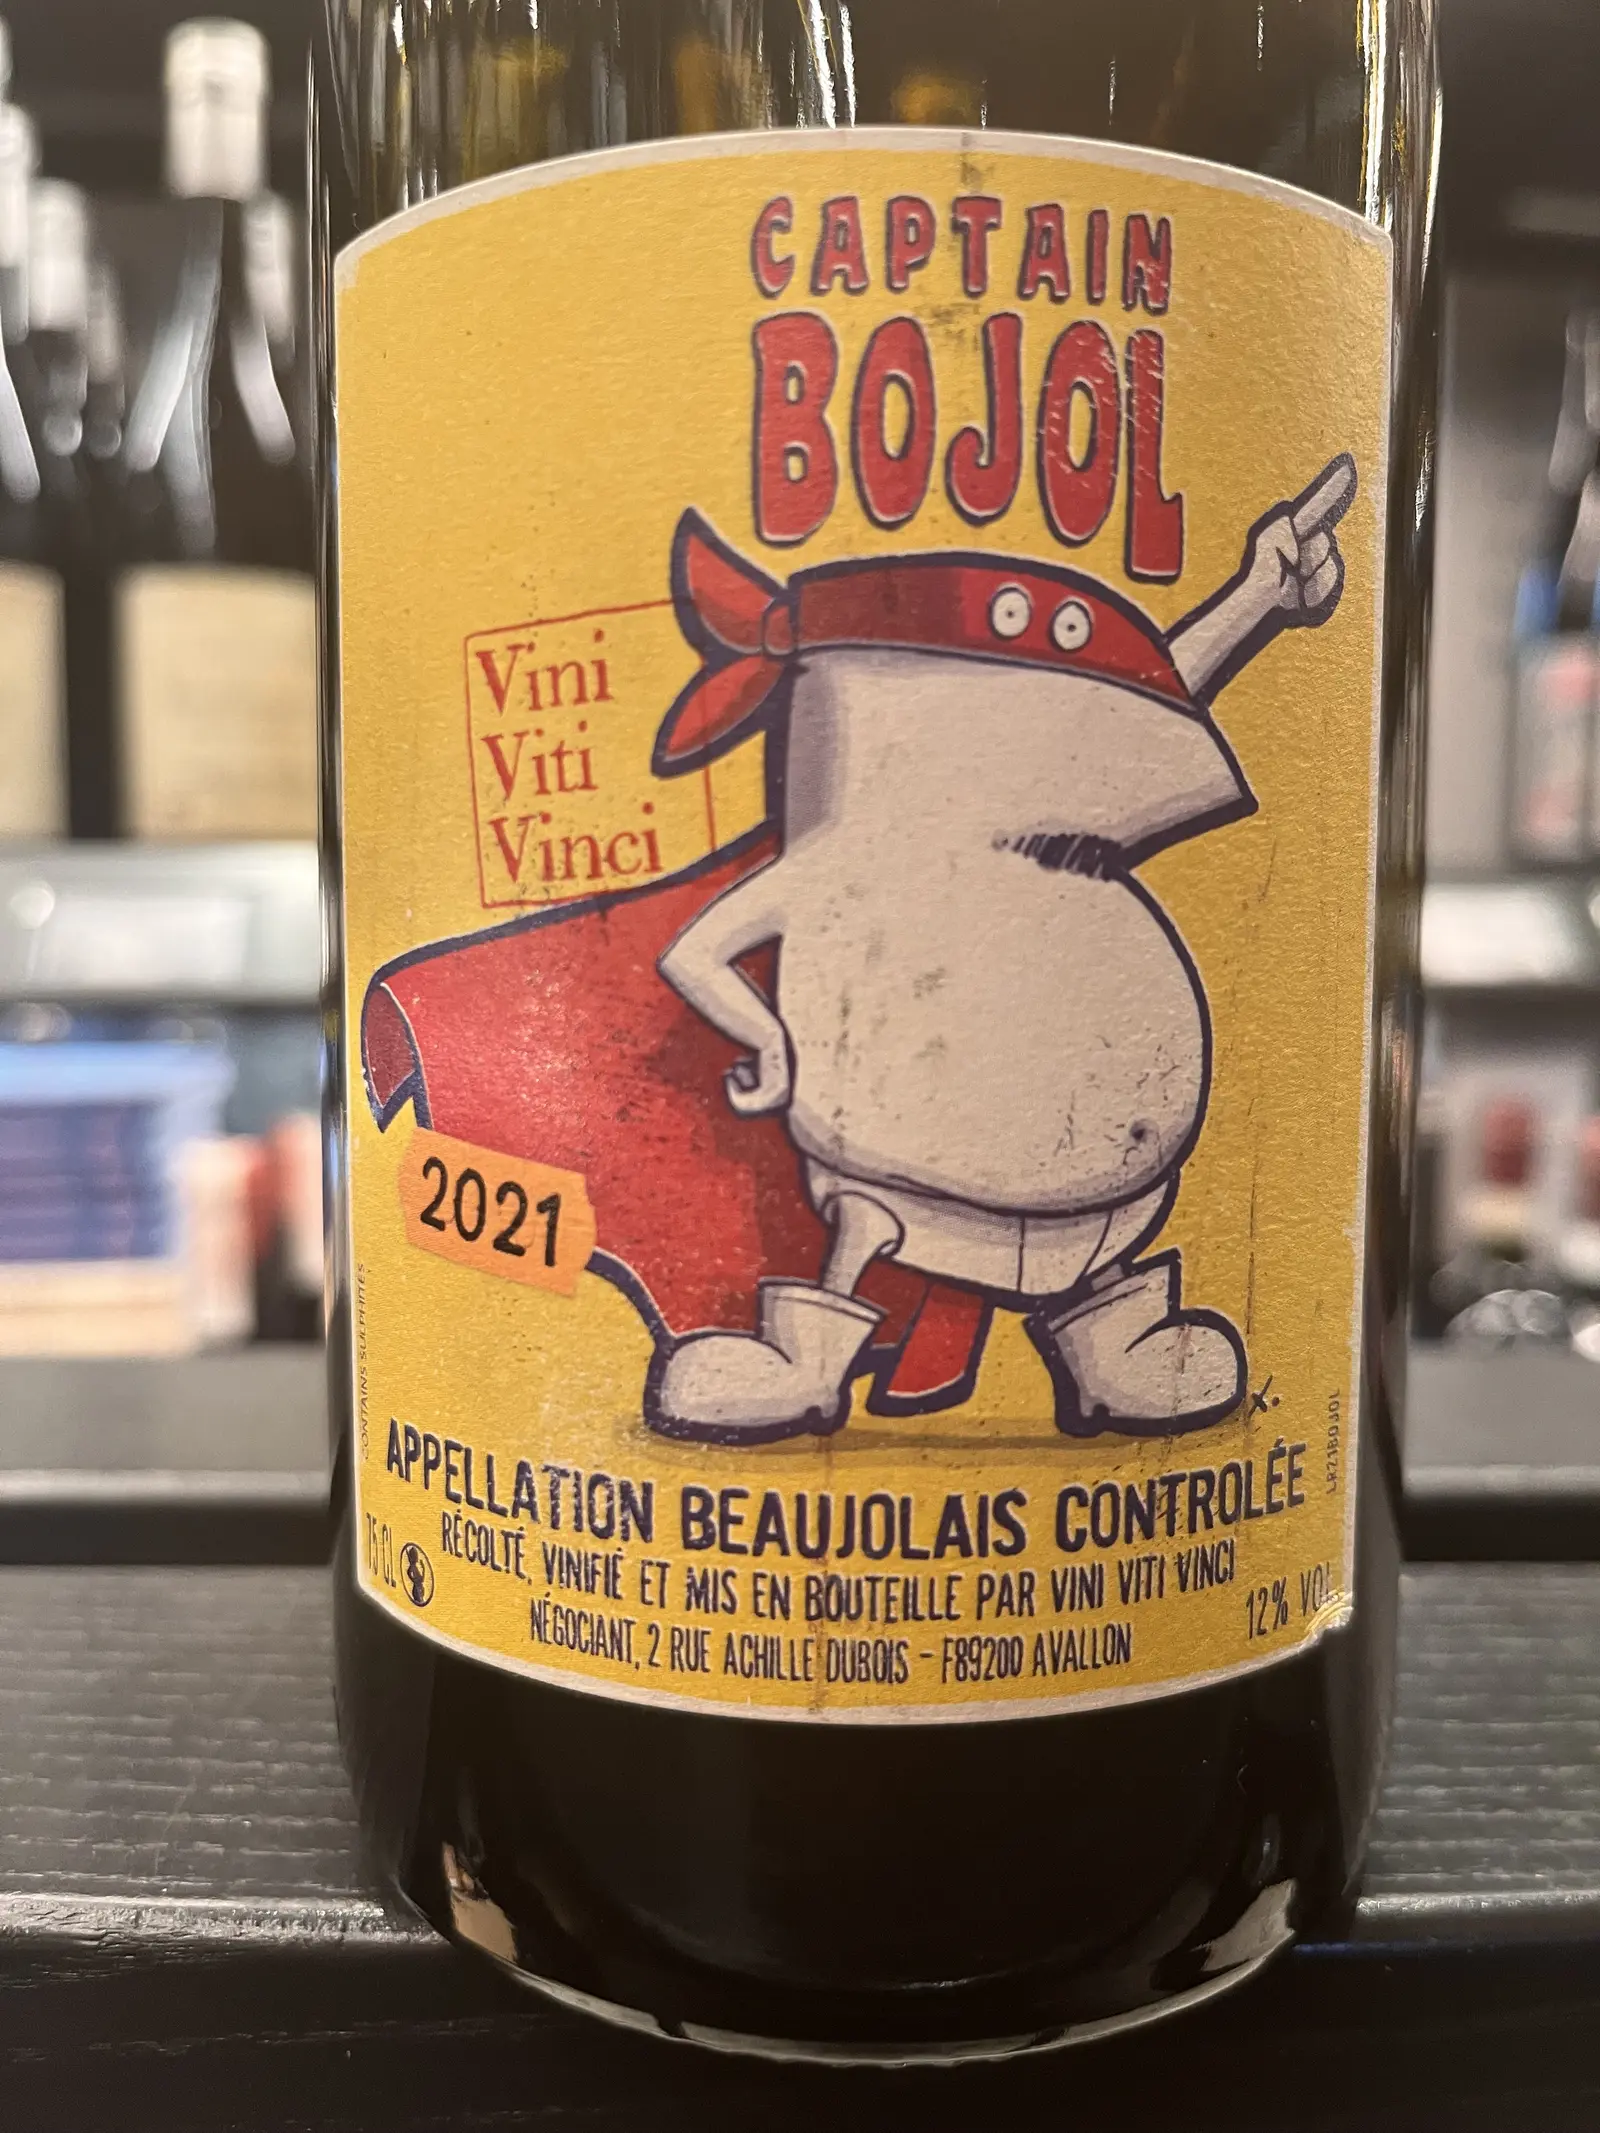 CAPTAIN
BOJOL
Vini
Viti
Vinci
2021
CONTAINS SULPHITES
x.
LR21BOJOL
APPELLATION BEAUJOLAIS CONTROLÉE
75 CL
RÉCOLTÉ, VINIFIÉ ET MIS EN BOUTEILLE PAR VINI VITI VINCI
NÉGOCIANT, 2 RUE ACHILLE DUBOIS - F89200 AVALLON
12% VOL